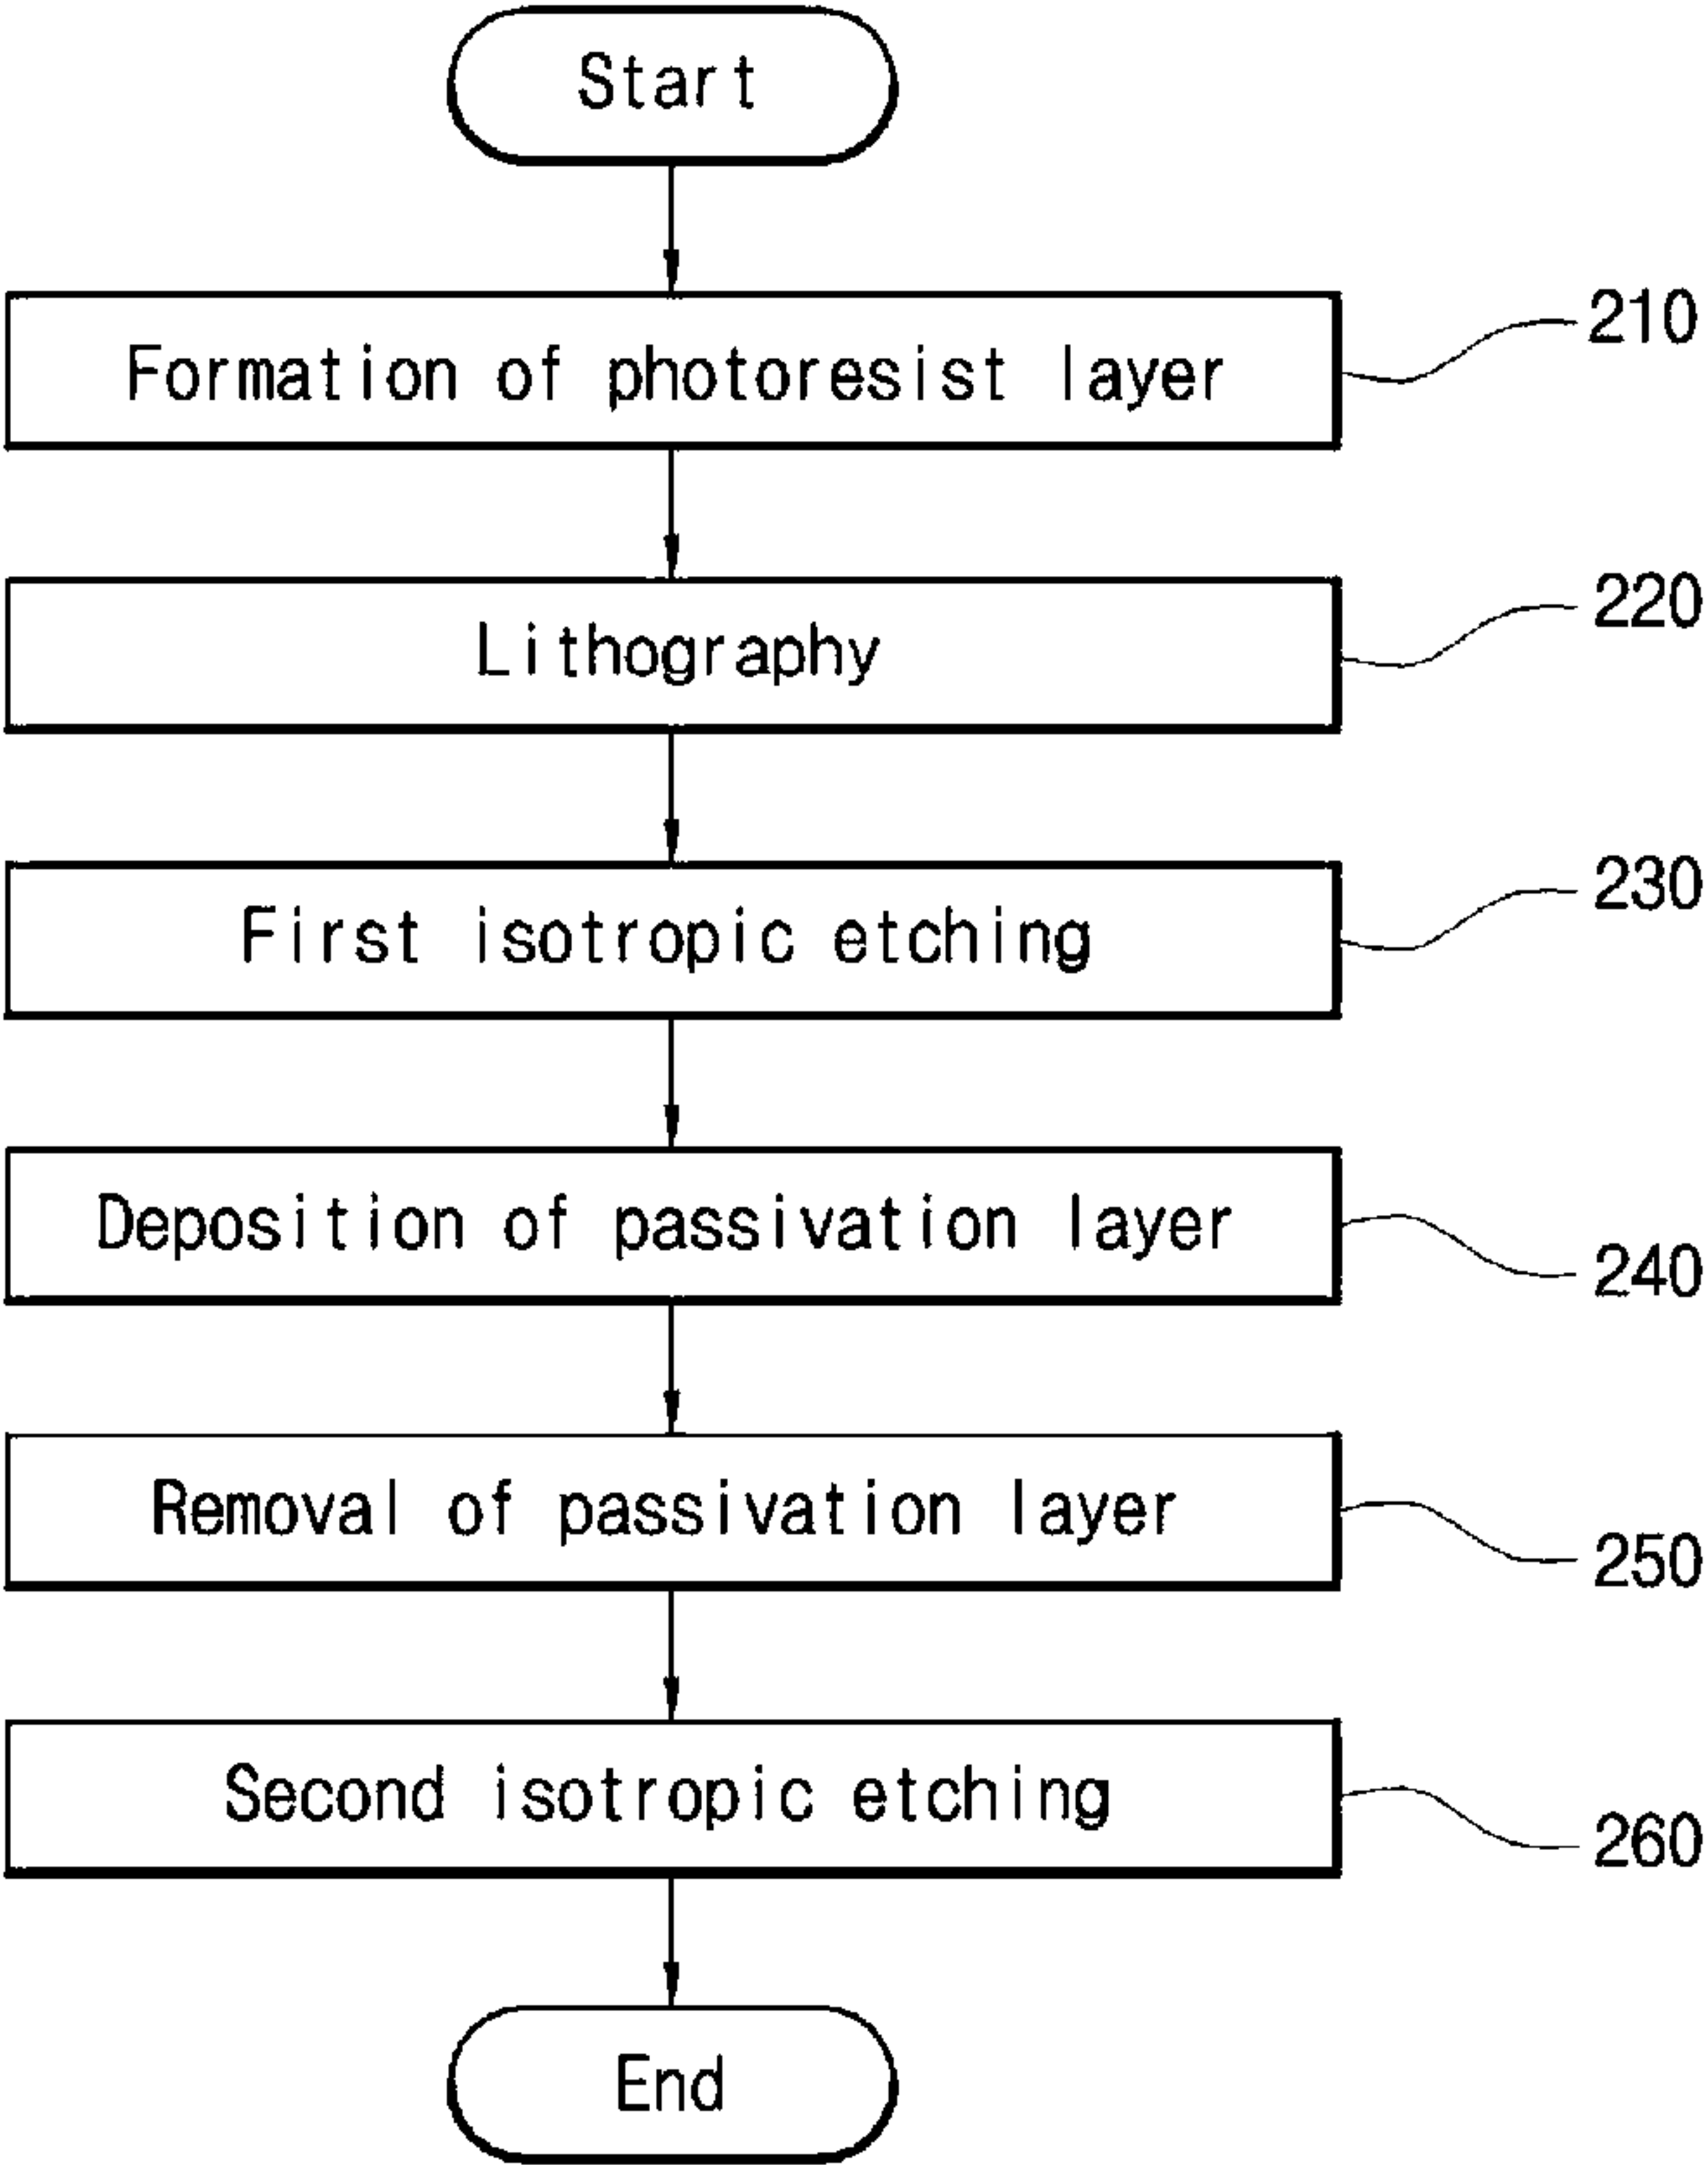 Start
Formation of photoresist layer
210
Lithography
220
First isotropic etching
230
Deposition of passivation layer
240
Removal of passivation layer
250
Second isotropic etching
260
End